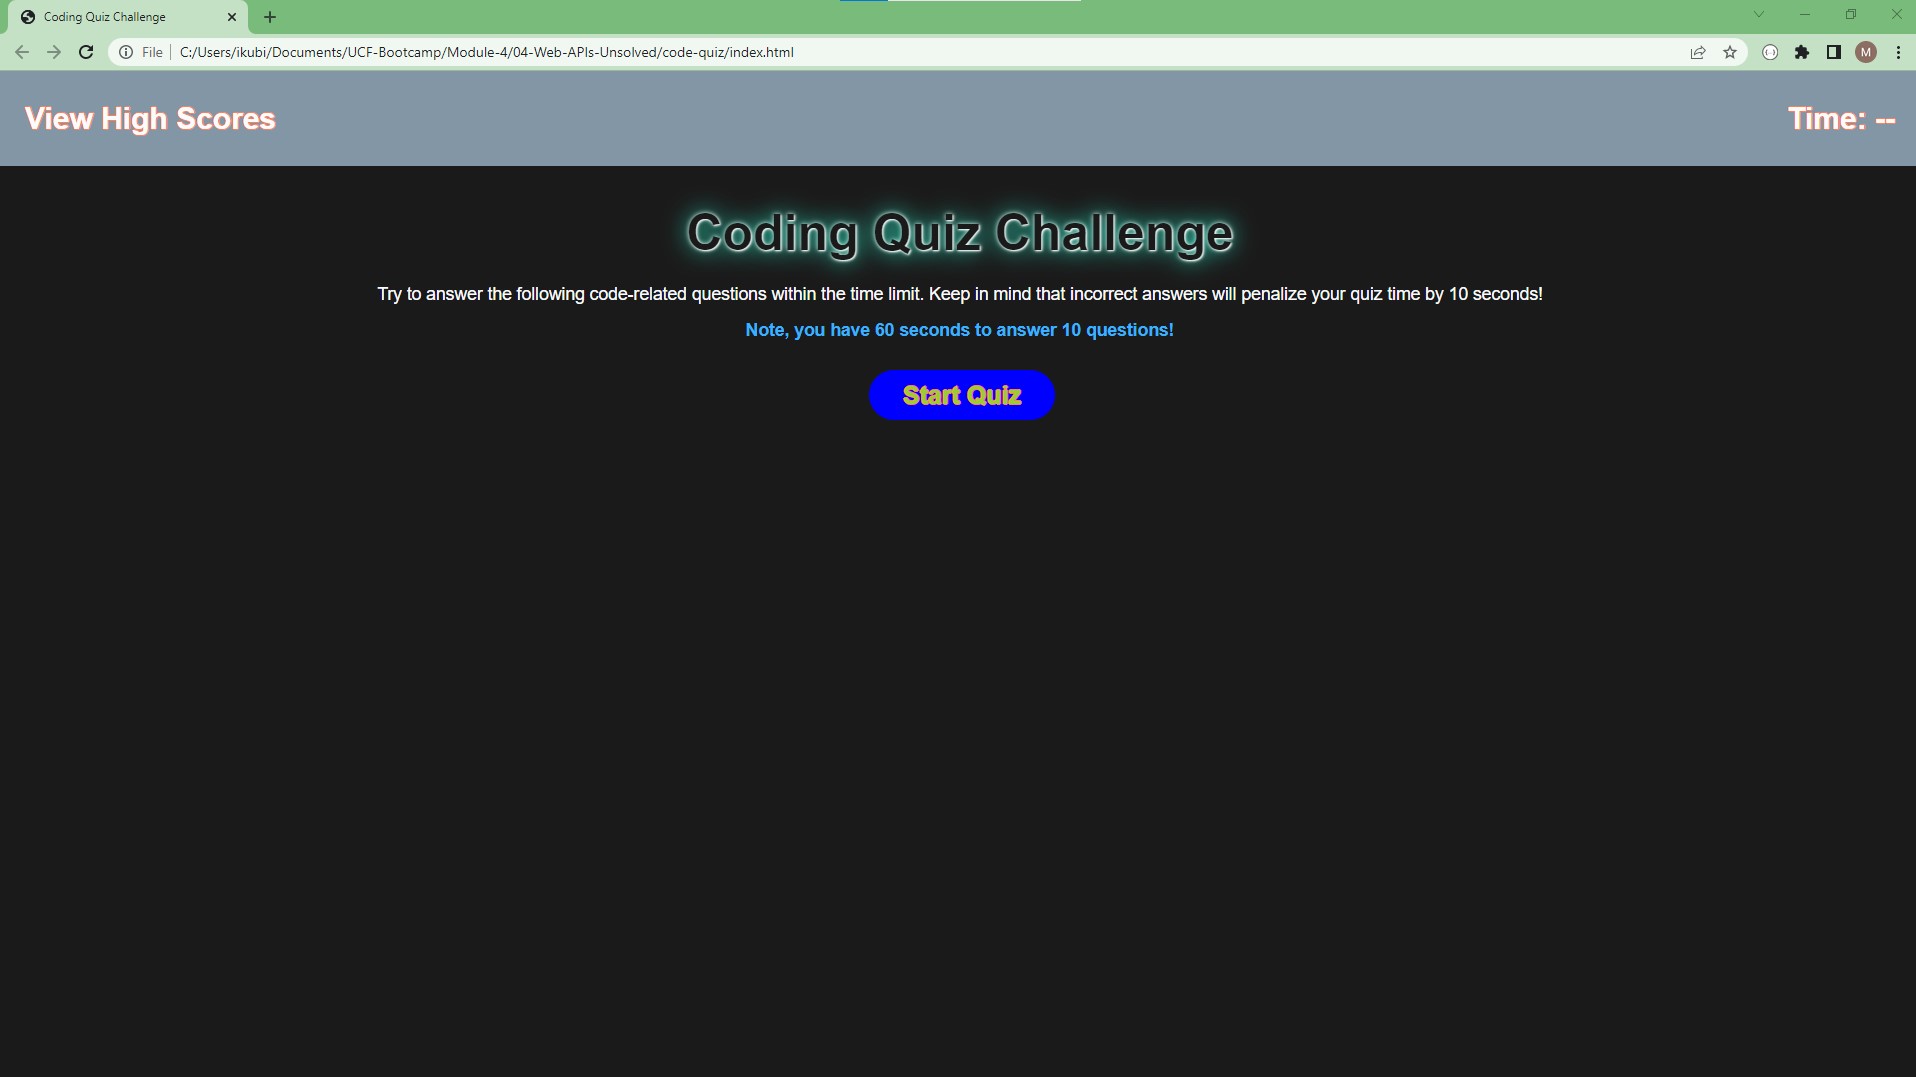 Coding Quiz Challenge
File
C:/Users/ikubi/Documents/UCF-Bootcamp/Module-4/04-Web-APIs-Unsolved/code-quiz/index.html
M
View High Scores
Time: --
Coding Quiz Challenge
Try to answer the following code-related questions within the time limit. Keep in mind that incorrect answers will penalize your quiz time by 10 seconds!
Note, you have 60 seconds to answer 10 questions!
Start Quiz